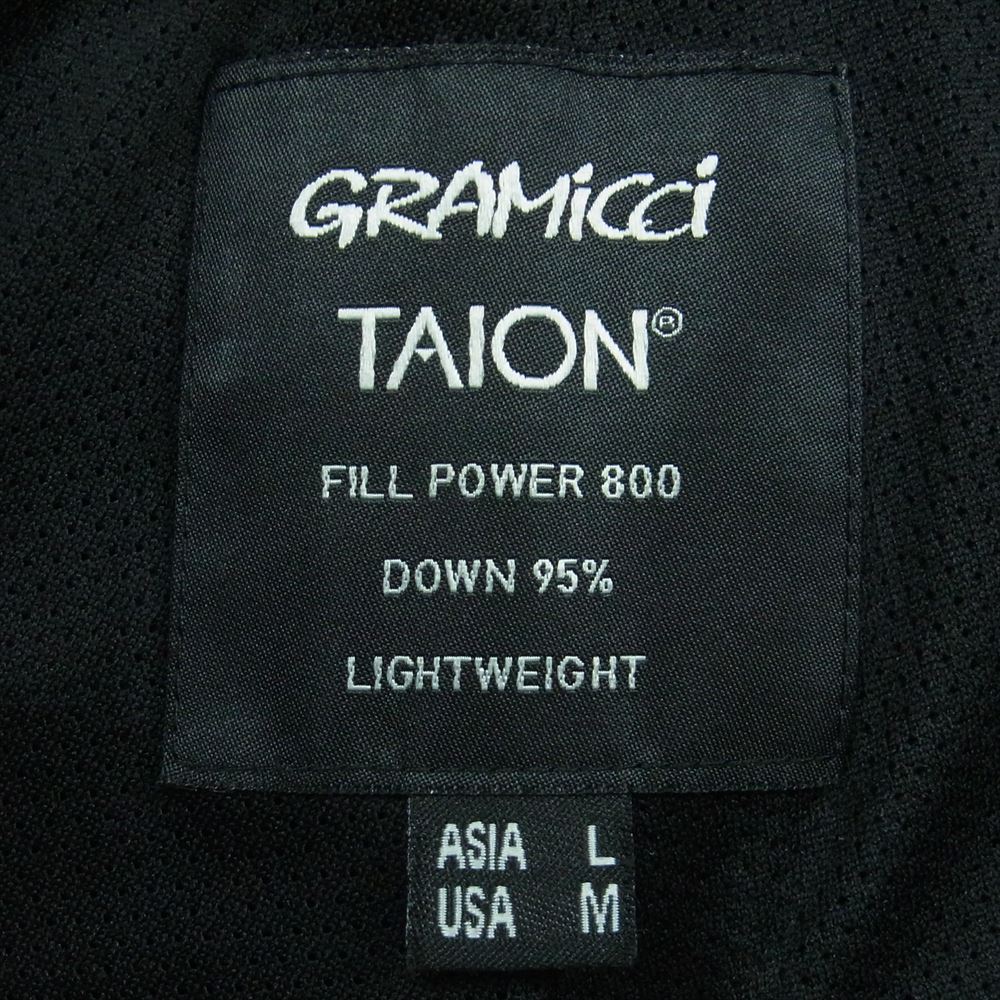 GRAMiCCi
TAION®
FILL POWER 800
DOWN 95%
LIGHTWEIGHT
ASIA L
USA M